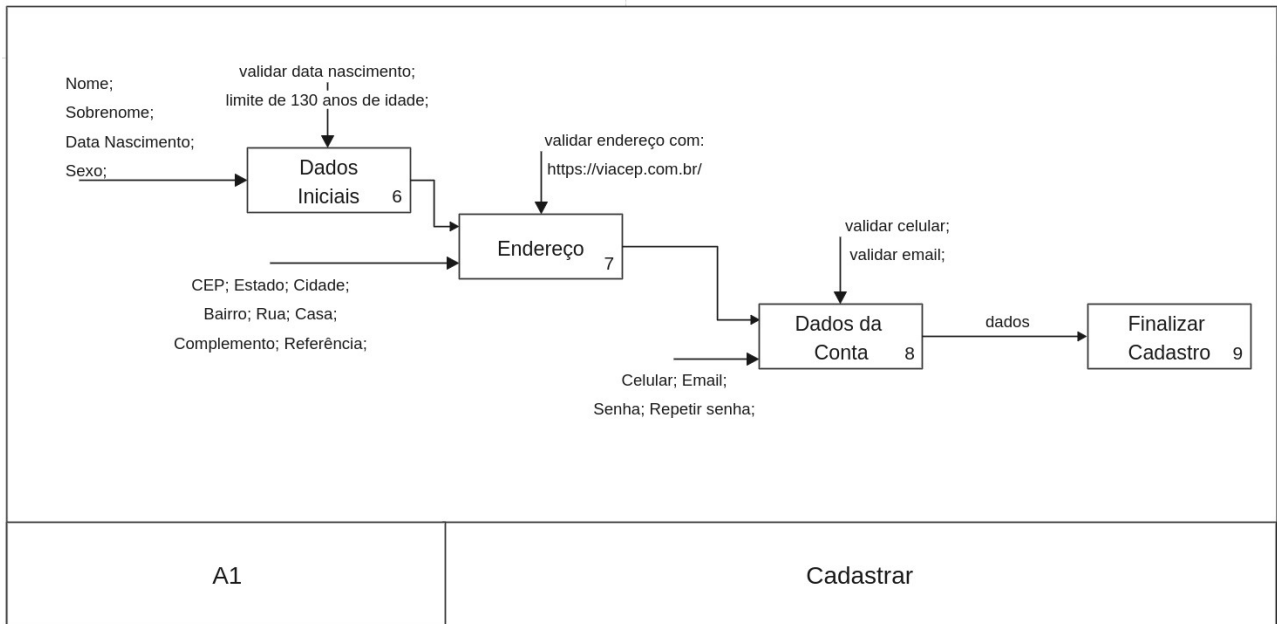 Nome;
Sobrenome;
Data Nascimento;
Sexo;
validar data nascimento;
limite de 130 anos de idade;
Dados
Iniciais 6
validar endereço com:
https://viacep.com.br/
Endereço
7
CEP; Estado; Cidade;
Bairro; Rua; Casa;
Complemento; Referência;
validar celular;
validar email;
Dados da
Conta 8
Celular; Email;
Senha; Repetir senha;
dados
Finalizar
Cadastro 9
A1
Cadastrar